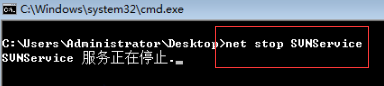 C:\Windows\system32\cmd.exe
C:\Users\Administrator\Desktop>net stop SVNService
SVNService 服务正在停止.